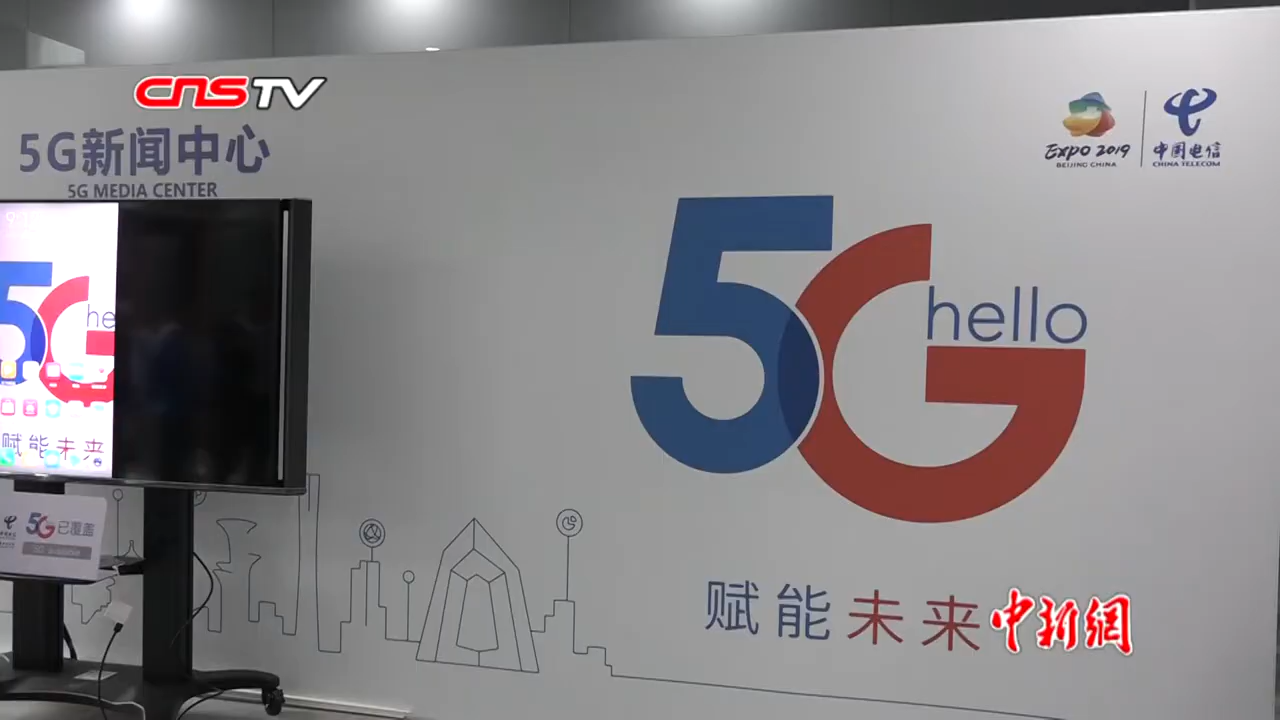 CNSTV
5G新闻中心
5G MEDIA CENTER
EXPO 2019
BEIJING CHINA
中国电信
CHINA TELECOM
5G
hello
赋能未来
中新網
5G
he
赋能未来
5G已覆盖